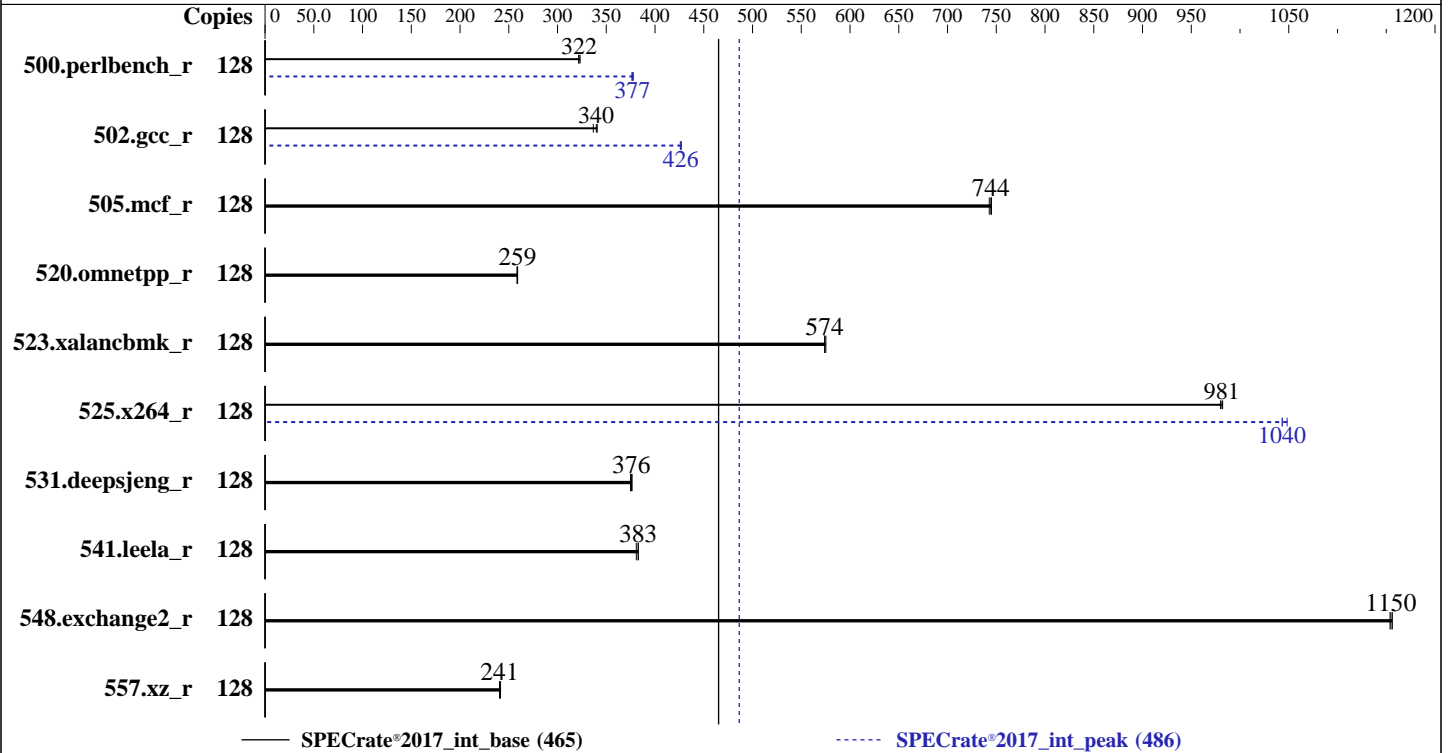 Copies 0 50.0 100 150 200 250 300 350 400 450 500 550 600 650 700 750 800 850 900 950 1050 1200
500.perlbench_r 128 322
377
502.gcc_r 128 340
426
505.mcf_r 128 744
520.omnetpp_r 128 259
523.xalancbmk_r 128 574
525.x264_r 128 981
1040
531.deepsjeng_r 128 376
541.leela_r 128 383
548.exchange2_r 128 1150
557.xz_r 128 241
SPECrate®2017_int_base (465) SPECrate®2017_int_peak (486)